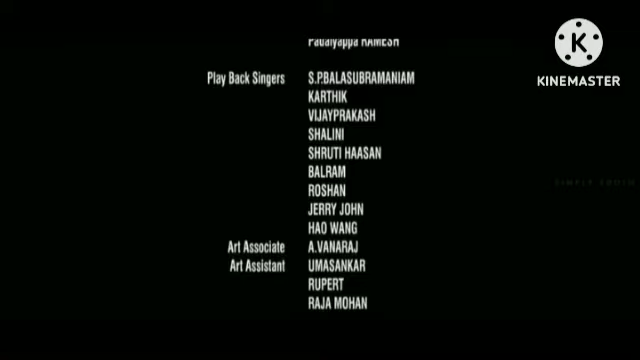 Padaiyappa RAMESH
Play Back Singers S.P.BALASUBRAMANIAM
KARTHIK
VIJAYPRAKASH
SHALINI
SHRUTI HAASAN
BALRAM
ROSHAN
JERRY JOHN
HAO WANG
Art Associate A.VANARAJ
Art Assistant UMASANKAR
RUPERT
RAJA MOHAN
K
KINEMASTER